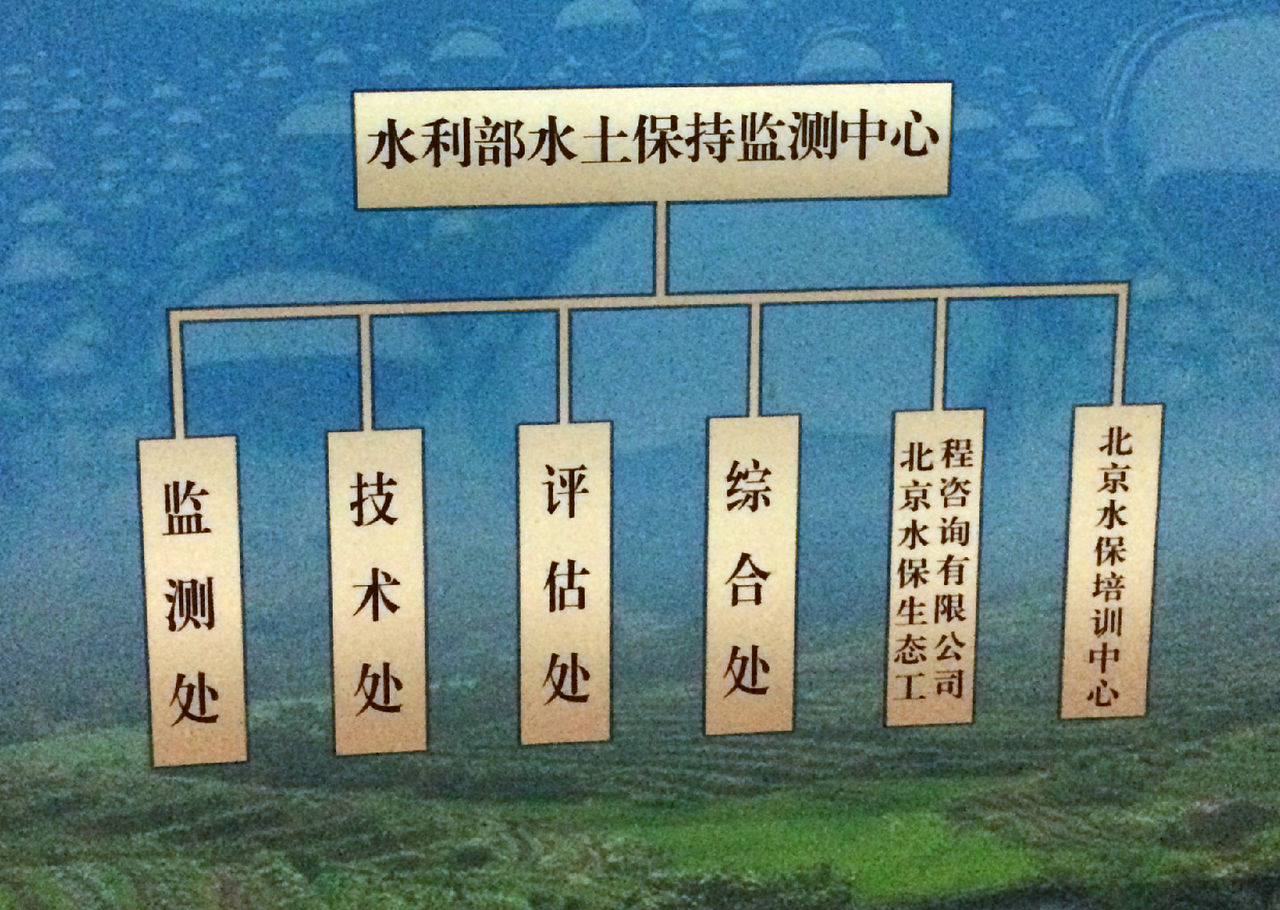 水利部水土保持监测中心
监测处
技术处
评估处
综合处
北京水保生态工
程咨询有限公司
北京水保培训中心